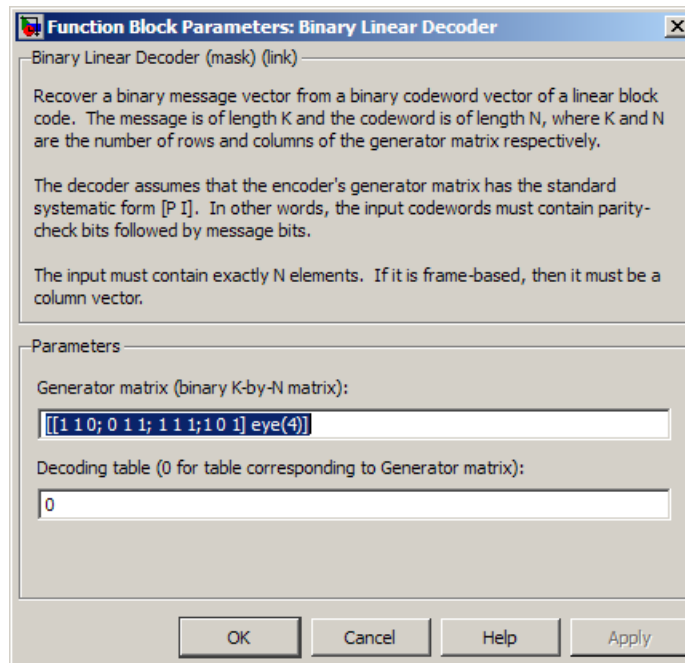 Function Block Parameters: Binary Linear Decoder
Binary Linear Decoder (mask) (link)
Recover a binary message vector from a binary codeword vector of a linear block
code. The message is of length K and the codeword is of length N, where K and N
are the number of rows and columns of the generator matrix respectively.
The decoder assumes that the encoder's generator matrix has the standard
systematic form [P I]. In other words, the input codewords must contain parity-
check bits followed by message bits.
The input must contain exactly N elements. If it is frame-based, then it must be a
column vector.
Parameters
Generator matrix (binary K-by-N matrix):
[[1 1 0; 0 1 1; 1 1 1;1 0 1] eye(4)]
Decoding table (0 for table corresponding to Generator matrix):
0
OK Cancel Help Apply